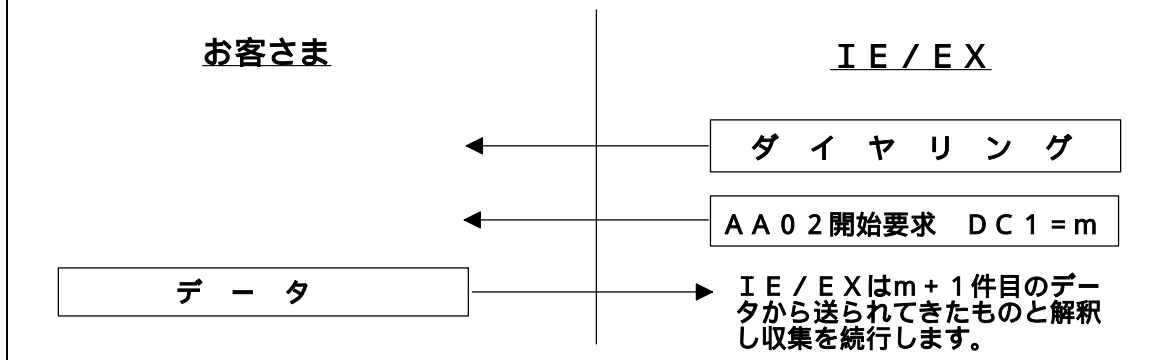 お客さま
ＩＥ／ＥＸ
ダイヤリング
ＡＡ０２開始要求　ＤＣ１＝ｍ
データ
ＩＥ／ＥＸはm＋１件目のデー
タから送られてきたものと解釈
し収集を続行します。